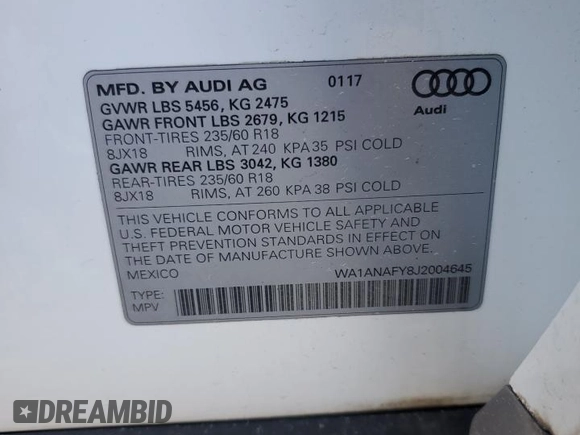 MFD. BY AUDI AG 0117
GVWR LBS 5456, KG 2475
GAWR FRONT LBS 2679, KG 1215
FRONT-TIRES 235/60 R18
8JX18 RIMS, AT 240 KPA 35 PSI COLD
GAWR REAR LBS 3042, KG 1380
REAR-TIRES 235/60 R18
8JX18 RIMS, AT 260 KPA 38 PSI COLD
Audi
THIS VEHICLE CONFORMS TO ALL APPLICABLE
U.S. FEDERAL MOTOR VEHICLE SAFETY AND
THEFT PREVENTION STANDARDS IN EFFECT ON
THE DATE OF MANUFACTURE SHOWN ABOVE.
MEXICO WA1ANAFY8J2004645
TYPE:
MPV
DREAMBID